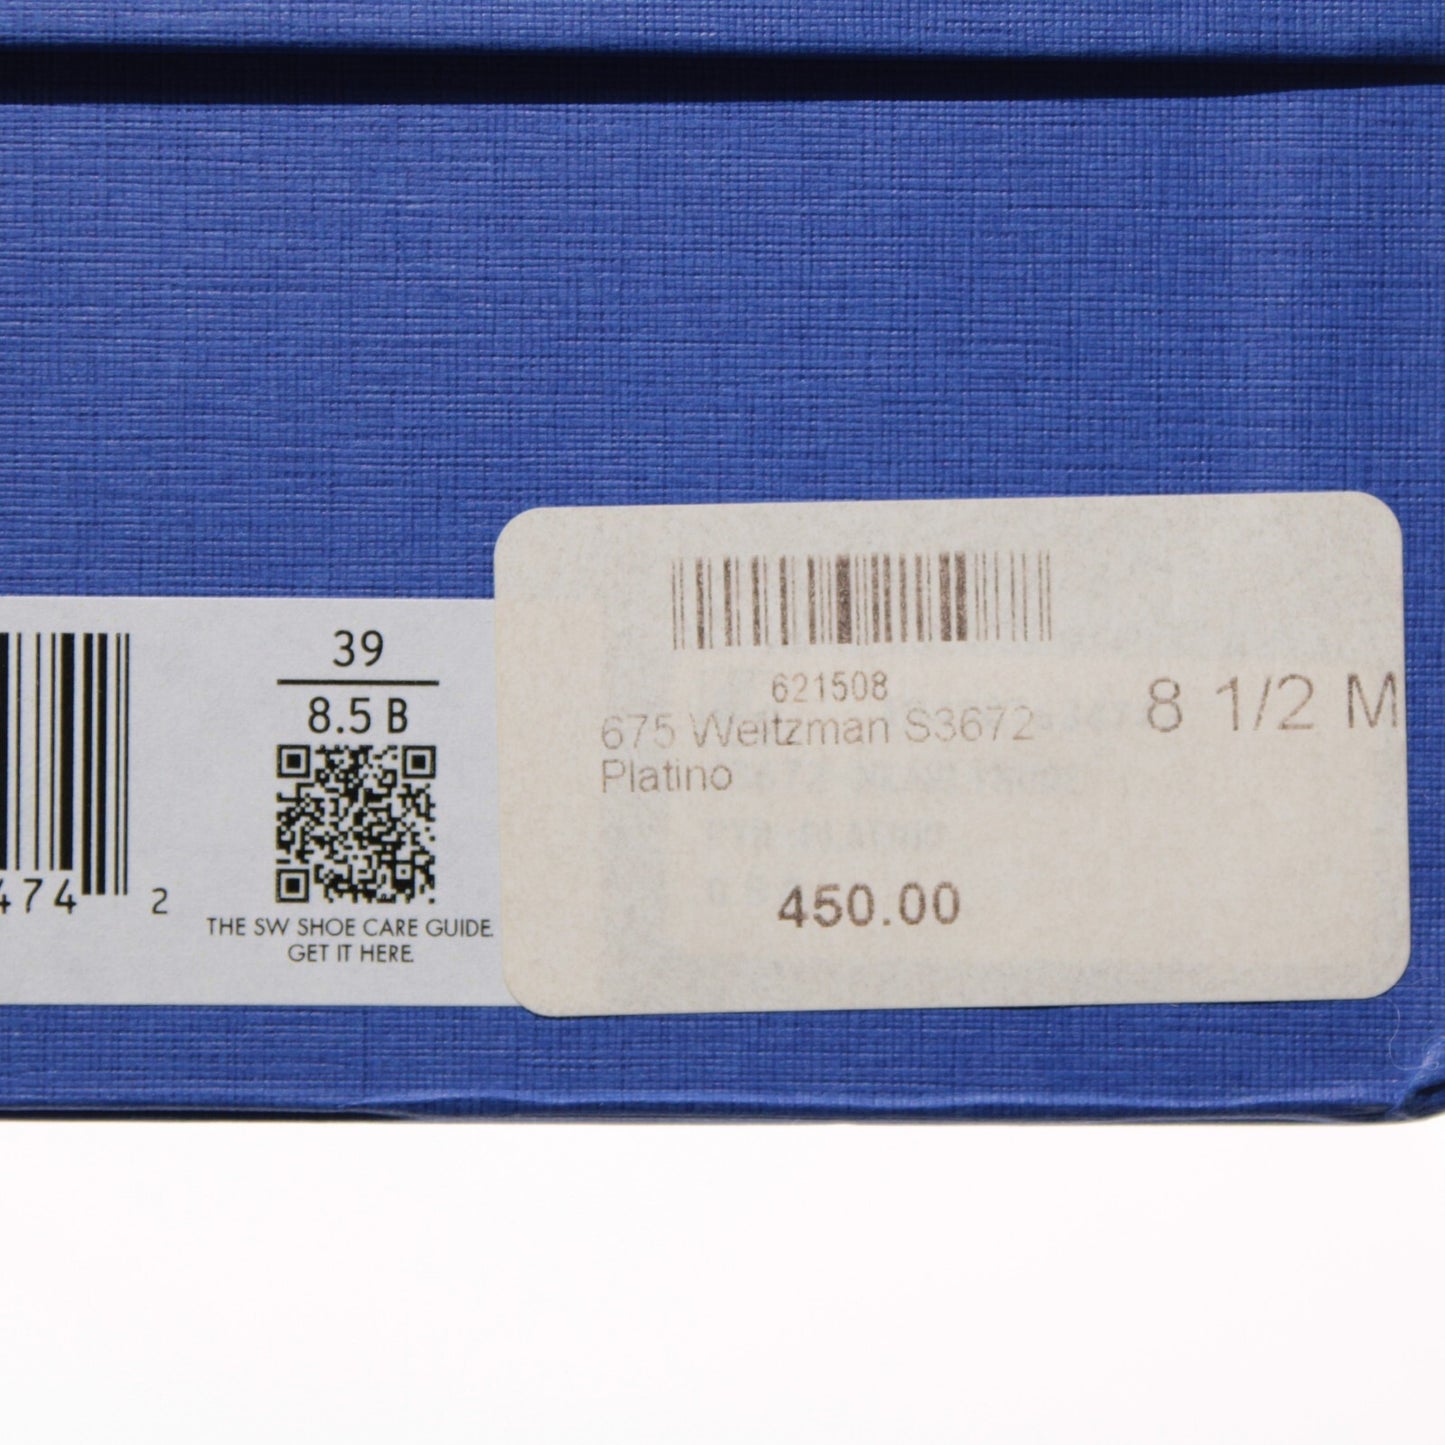 39
8.5 B
474 2
THE SW SHOE CARE GUIDE.
GET IT HERE.
621508
675 Weitzman S3672- 8 1/2 M
Platino
450.00